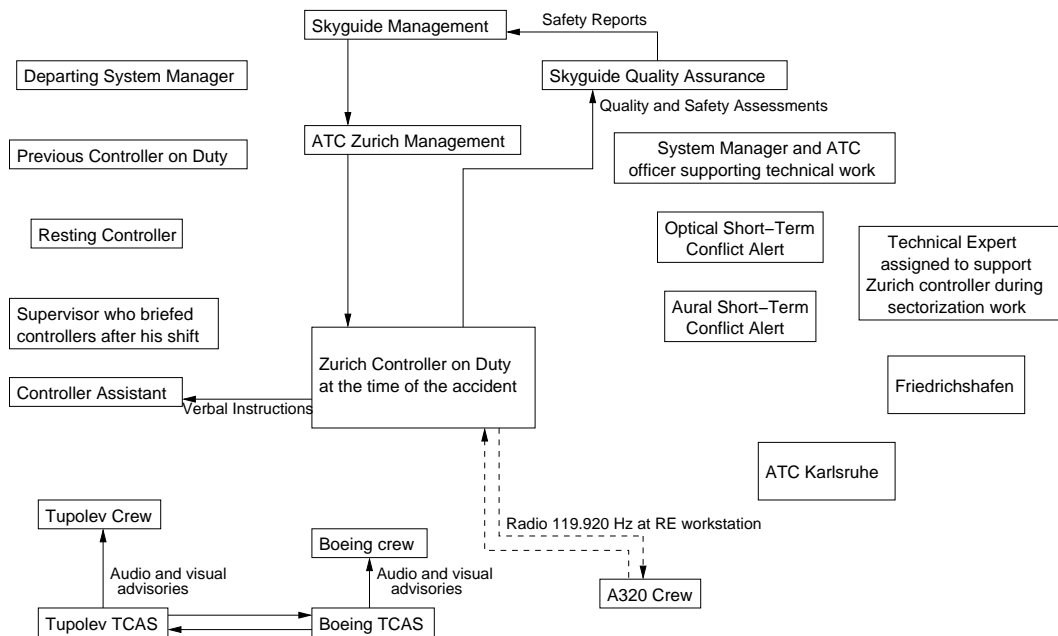 Safety Reports
Skyguide Management
Departing System Manager
Skyguide Quality Assurance
Quality and Safety Assessments
ATC Zurich Management
Previous Controller on Duty
System Manager and ATC
officer supporting technical work
Resting Controller
Optical Short−Term
Conflict Alert
Technical Expert
assigned to support
Zurich controller during
sectorization work
Supervisor who briefed
controllers after his shift
Aural Short−Term
Conflict Alert
Zurich Controller on Duty
at the time of the accident
Controller Assistant
Verbal Instructions
Friedrichshafen
ATC Karlsruhe
Tupolev Crew
Radio 119.920 Hz at RE workstation
Boeing crew
Audio and visual
advisories
Audio and visual
advisories
A320 Crew
Tupolev TCAS
Boeing TCAS